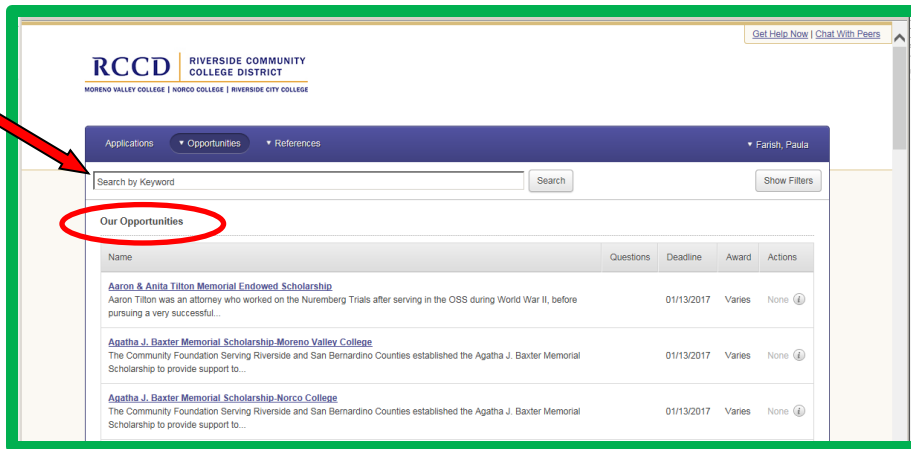 Get Help Now | Chat With Peers
RCCD RIVERSIDE COMMUNITY
COLLEGE DISTRICT
MORENO VALLEY COLLEGE | NORCO COLLEGE | RIVERSIDE CITY COLLEGE
Applications ▾ Opportunities ▾ References ▾ Farish, Paula
Search by Keyword Search Show Filters
Our Opportunities
Name Questions Deadline Award Actions
Aaron & Anita Tilton Memorial Endowed Scholarship
Aaron Tilton was an attorney who worked on the Nuremberg Trials after serving in the OSS during World War II, before
pursuing a very successful...
01/13/2017 Varies None i
Agatha J. Baxter Memorial Scholarship-Moreno Valley College
The Community Foundation Serving Riverside and San Bernardino Counties established the Agatha J. Baxter Memorial
Scholarship to provide support to...
01/13/2017 Varies None i
Agatha J. Baxter Memorial Scholarship-Norco College
The Community Foundation Serving Riverside and San Bernardino Counties established the Agatha J. Baxter Memorial
Scholarship to provide support to...
01/13/2017 Varies None i